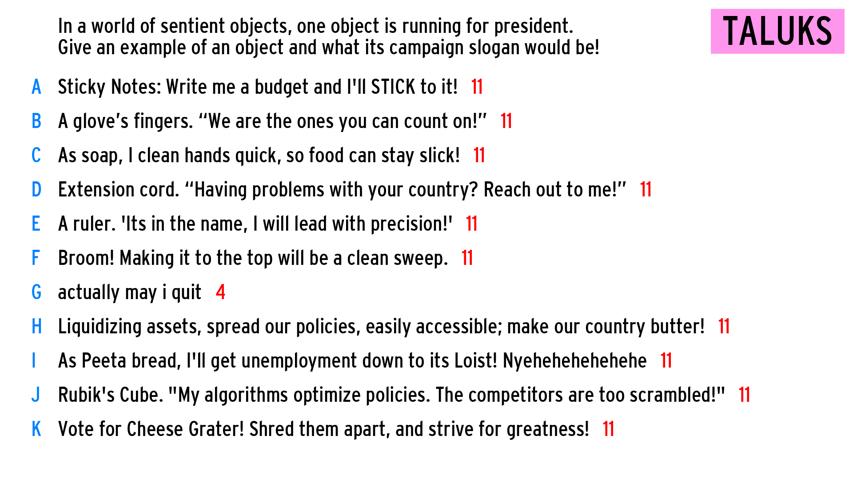 In a world of sentient objects, one object is running for president.
Give an example of an object and what its campaign slogan would be!
TALUKS
A Sticky Notes: Write me a budget and I'll STICK to it! 11
B A glove’s fingers. “We are the ones you can count on!” 11
C As soap, I clean hands quick, so food can stay slick! 11
D Extension cord. “Having problems with your country? Reach out to me!” 11
E A ruler. 'Its in the name, I will lead with precision!' 11
F Broom! Making it to the top will be a clean sweep. 11
G actually may i quit 4
H Liquidizing assets, spread our policies, easily accessible; make our country butter! 11
I As Peeta bread, I'll get unemployment down to its Loist! Nyehehehehehehe 11
J Rubik's Cube. "My algorithms optimize policies. The competitors are too scrambled!" 11
K Vote for Cheese Grater! Shred them apart, and strive for greatness! 11